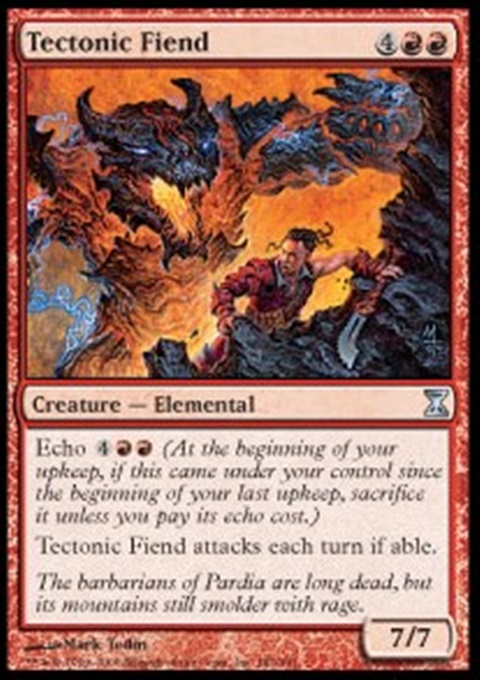 Tectonic Fiend 4
Creature — Elemental
Echo 4 (At the beginning of your
upkeep, if this came under your control since
the beginning of your last upkeep, sacrifice
it unless you pay its echo cost.)
Tectonic Fiend attacks each turn if able.
The barbarians of Pardia are long dead, but
its mountains still smolder with rage.
Mark Tedin
7/7